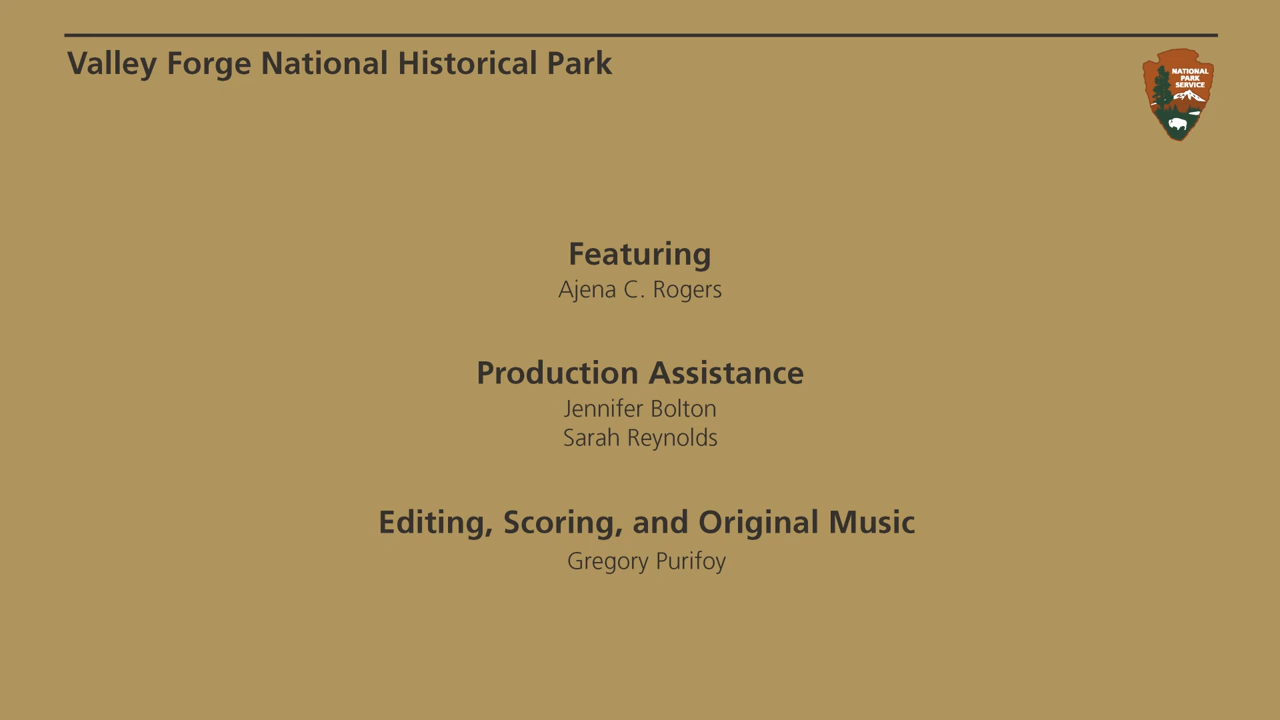 Valley Forge National Historical Park
NATIONAL
PARK
SERVICE
Featuring
Ajena C. Rogers
Production Assistance
Jennifer Bolton
Sarah Reynolds
Editing, Scoring, and Original Music
Gregory Purifoy